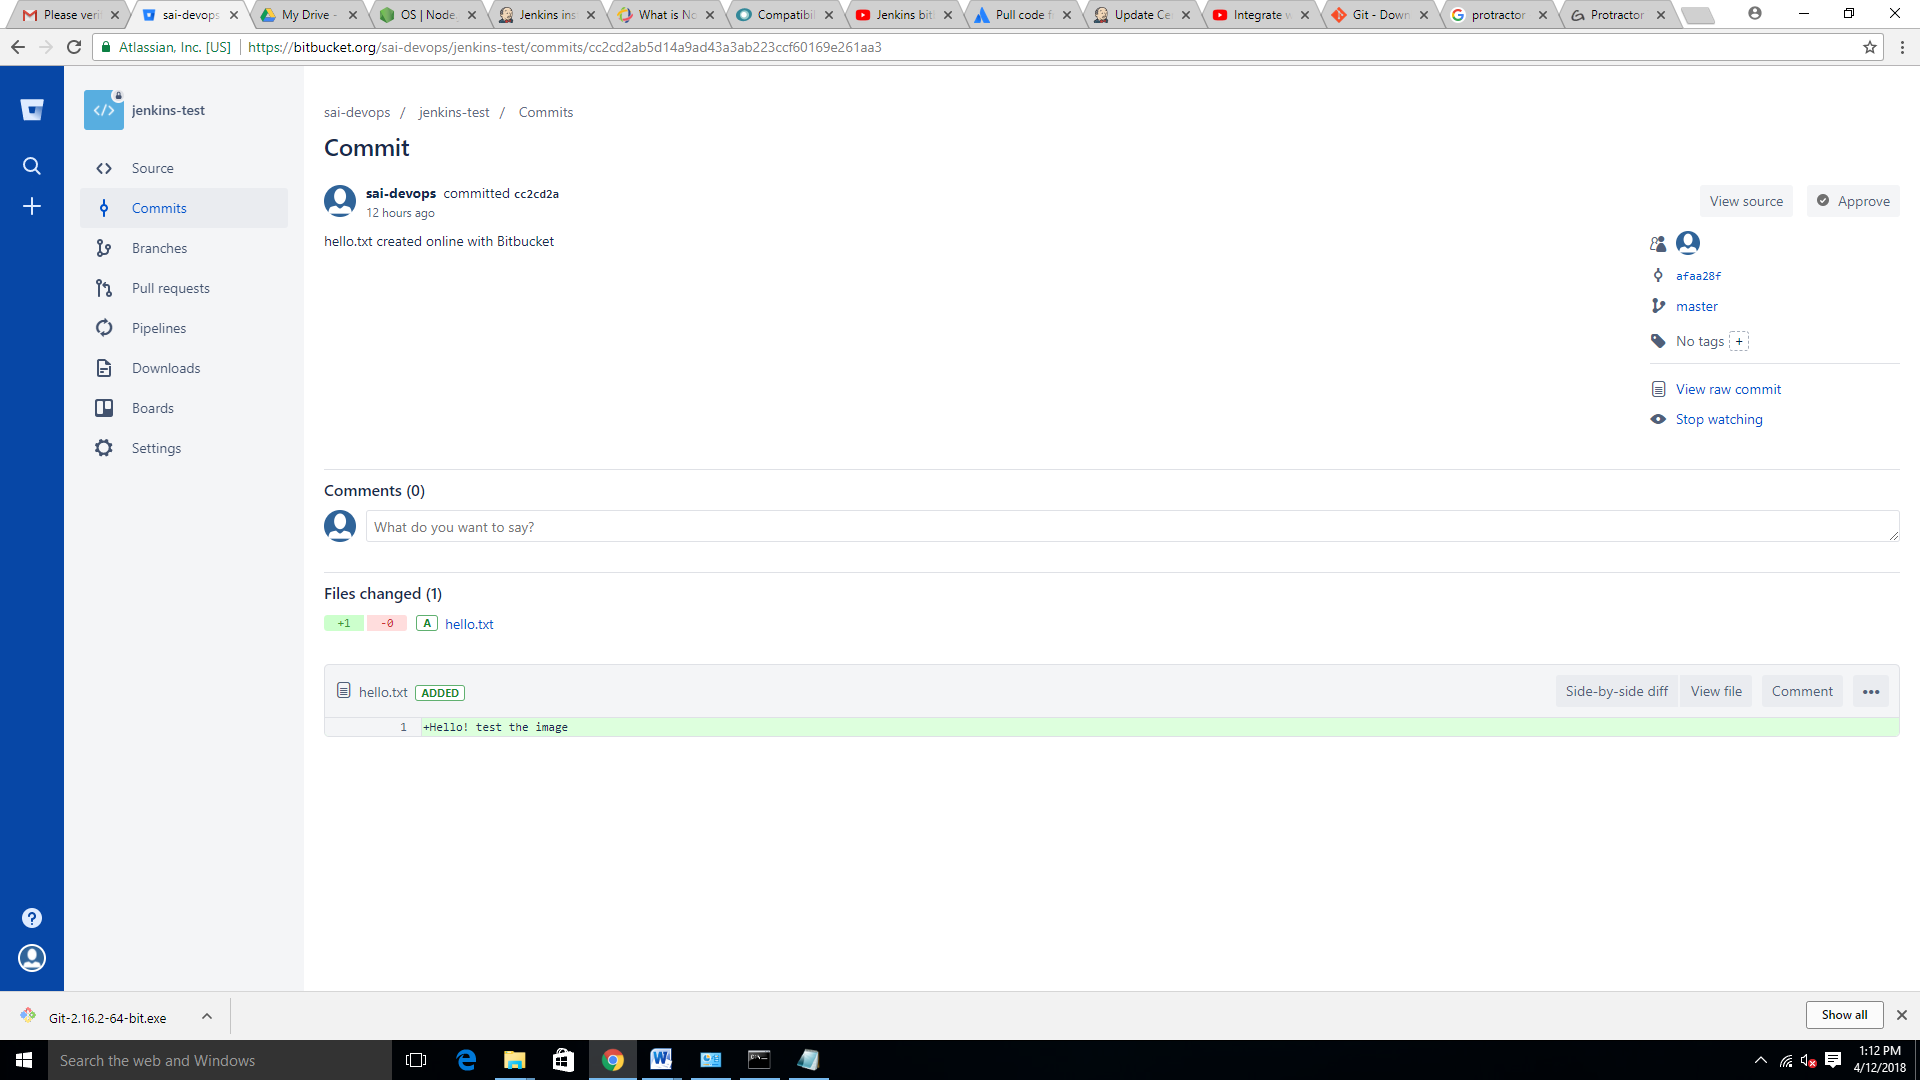 Please veri
sai-devops
My Drive -
OS | Node.
Jenkins ins
What is No
Compatibil
Jenkins bit
Pull code f
Update Ce
Integrate w
Git - Down
protractor
Protractor
Atlassian, Inc. [US]
https://bitbucket.org/sai-devops/jenkins-test/commits/cc2cd2ab5d14a9ad43a3ab223ccf60169e261aa3
jenkins-test
Source
Commits
Branches
Pull requests
Pipelines
Downloads
Boards
Settings
sai-devops / jenkins-test / Commits
Commit
sai-devops committed cc2cd2a
12 hours ago
hello.txt created online with Bitbucket
View source
Approve
afaa28f
master
No tags +
View raw commit
Stop watching
Comments (0)
What do you want to say?
Files changed (1)
+1 -0 A hello.txt
hello.txt ADDED
Side-by-side diff
View file
Comment
1 +Hello! test the image
Git-2.16.2-64-bit.exe
Show all
Search the web and Windows
1:12 PM
4/12/2018